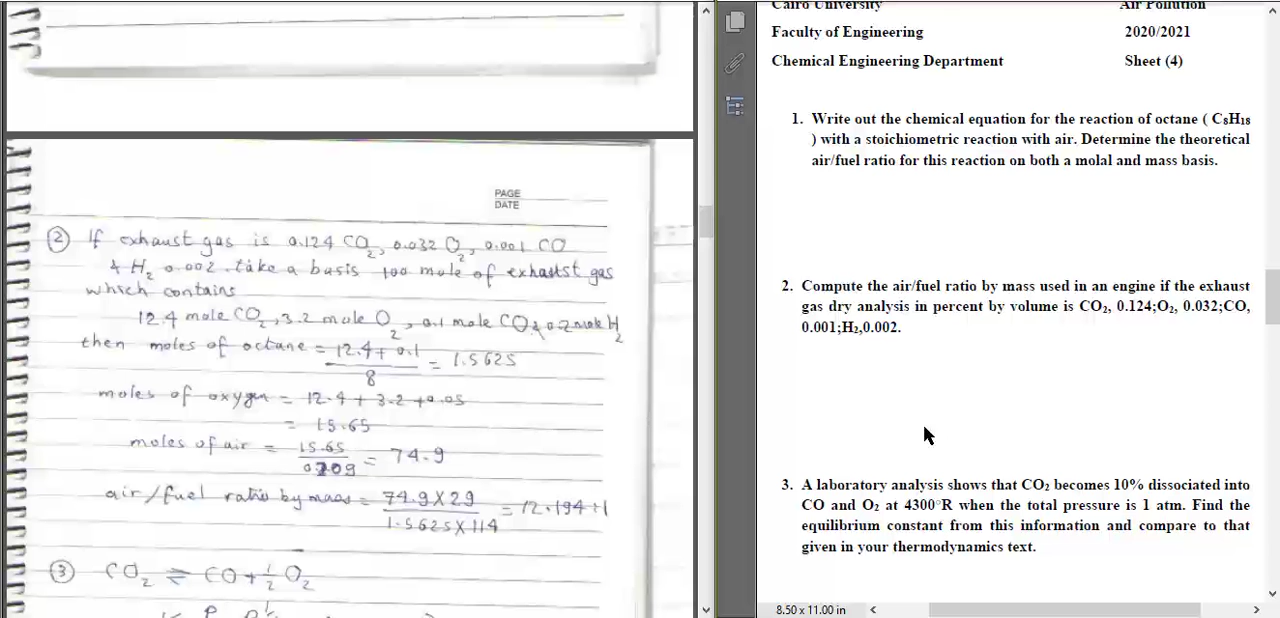 PAGE
DATE
② If exhaust gas is 0.124 CO2, 0.032 O2, 0.001 CO
& H2 0.002. take a basis 100 mole of exhaustst gas
which contains
12.4 mole CO2, 3.2 mole O2, 0.1 mole CO & 0.2 mole H2
then moles of octane = 12.4 + 0.1 / 8 = 1.5625
moles of oxygen = 12.4 + 3.2 + 0.05
= 15.65
moles of air = 15.65 / 0.209 = 74.9
air/fuel ratio by mass = 74.9 X 29 / 1.5625 X 114 = 12.194 + 1
③ CO2 ⇌ CO + 1/2 O2
Cairo University Air Pollution
Faculty of Engineering 2020/2021
Chemical Engineering Department Sheet (4)
1. Write out the chemical equation for the reaction of octane ( C8H18
) with a stoichiometric reaction with air. Determine the theoretical
air/fuel ratio for this reaction on both a molal and mass basis.
2. Compute the air/fuel ratio by mass used in an engine if the exhaust
gas dry analysis in percent by volume is CO2, 0.124;O2, 0.032;CO,
0.001;H2,0.002.
3. A laboratory analysis shows that CO2 becomes 10% dissociated into
CO and O2 at 4300°R when the total pressure is 1 atm. Find the
equilibrium constant from this information and compare to that
given in your thermodynamics text.
8.50 x 11.00 in